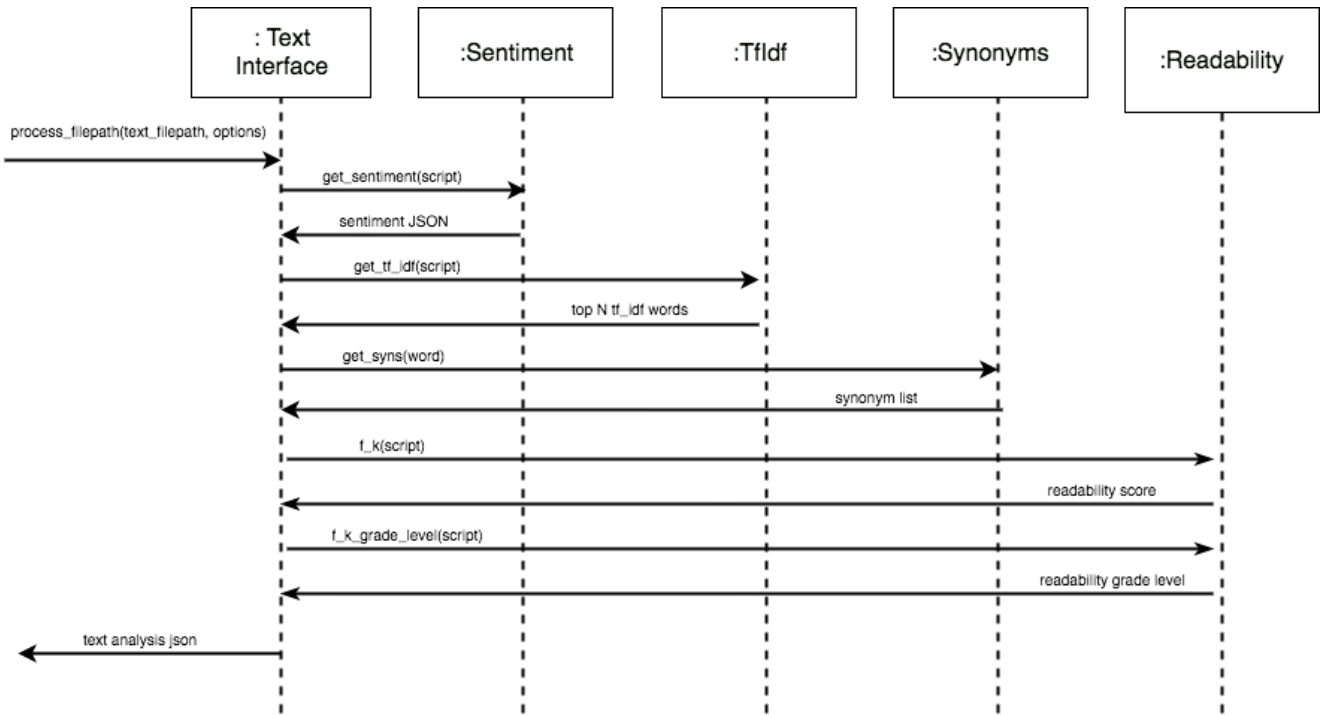 : Text
Interface
:Sentiment
:TfIdf
:Synonyms
:Readability
process_filepath(text_filepath, options)
get_sentiment(script)
sentiment JSON
get_tf_idf(script)
top N tf_idf words
get_syns(word)
synonym list
f_k(script)
readability score
f_k_grade_level(script)
readability grade level
text analysis json